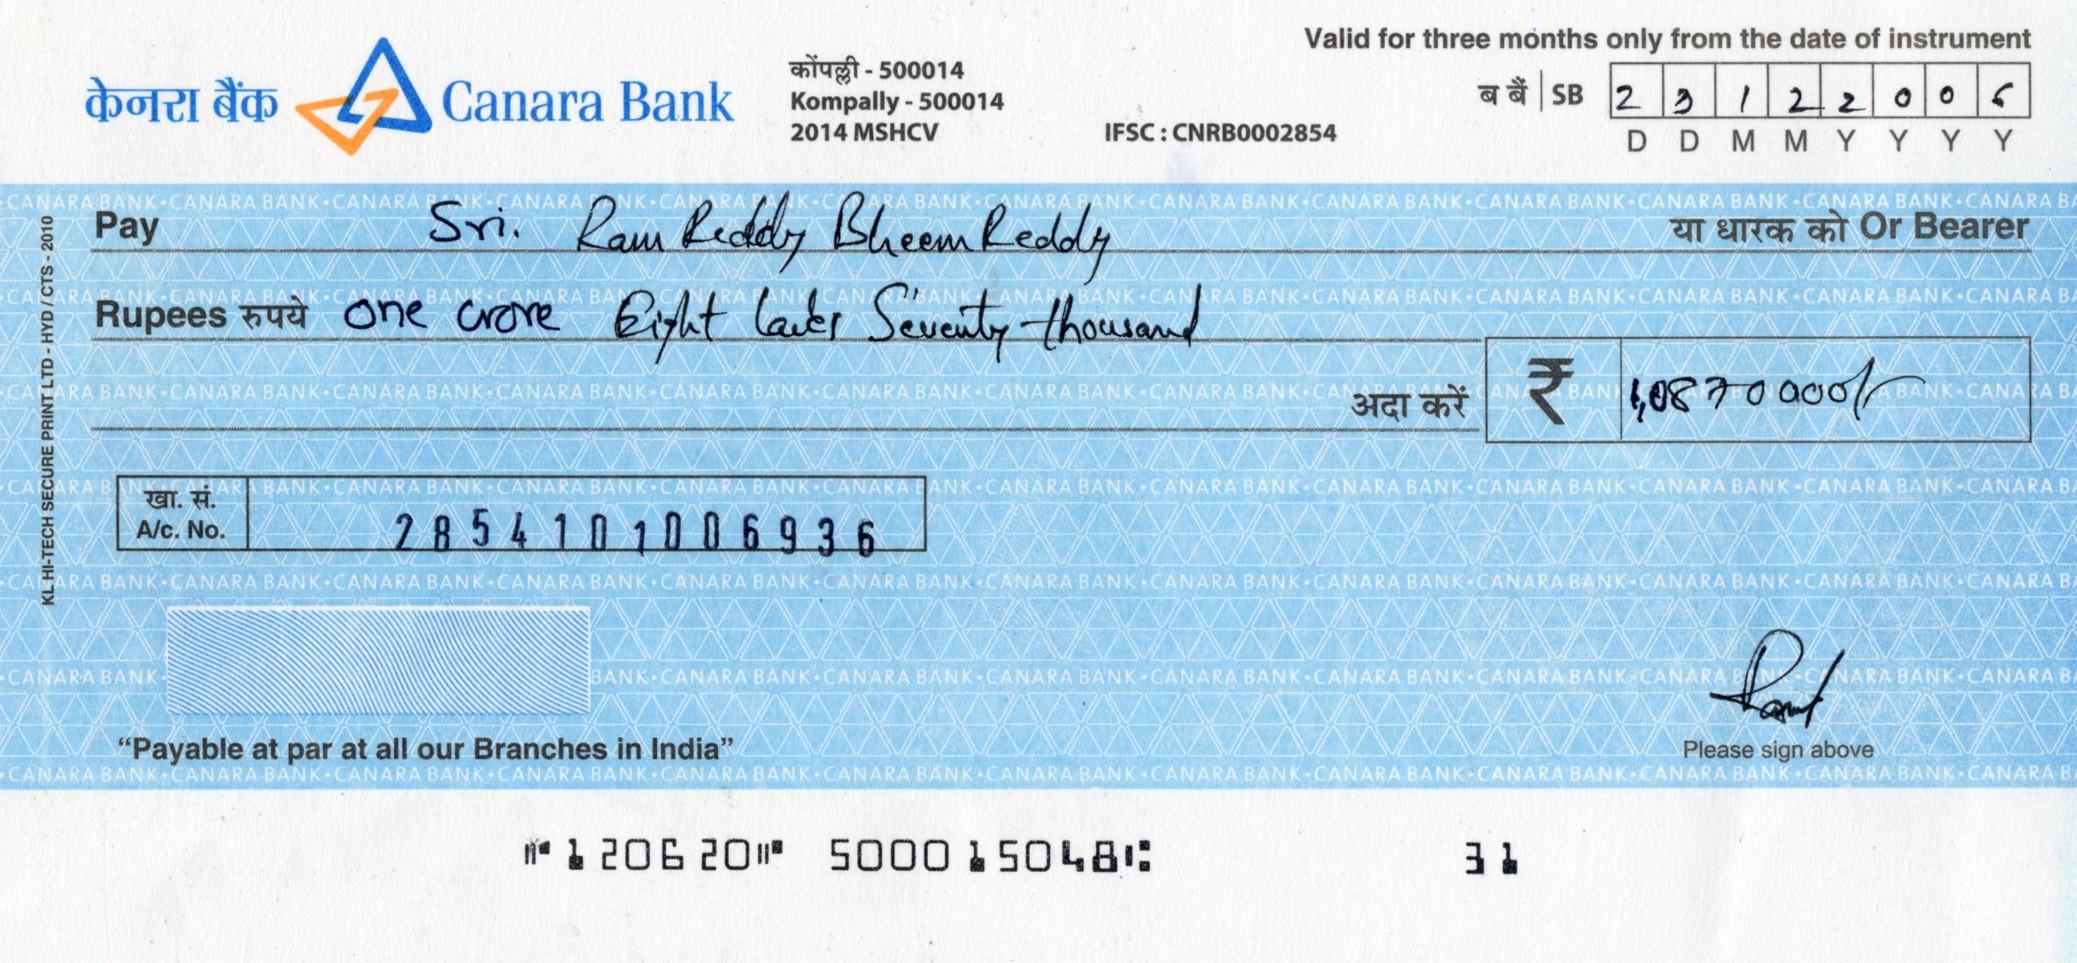 Valid for three months only from the date of instrument
केनरा बैंक Canara Bank
कोंपल्ली - 500014
Kompally - 500014
2014 MSHCV
IFSC : CNRB0002854
ब बैं | SB 2 3 1 2 2 0 0 6
D D M M Y Y Y Y
Pay Sri. Ram Reddy Bheem Reddy या धारक को Or Bearer
Rupees रुपये one crore Eight lacks Seventy thousand
अदा करें ₹ 1,0870000/-
खा. सं.
A/c. No. 2854101006936
KL HI-TECH SECURE PRINT LTD - HYD / CTS - 2010
"Payable at par at all our Branches in India"
Please sign above
⑈120620⑈ 500015048⑆ 31